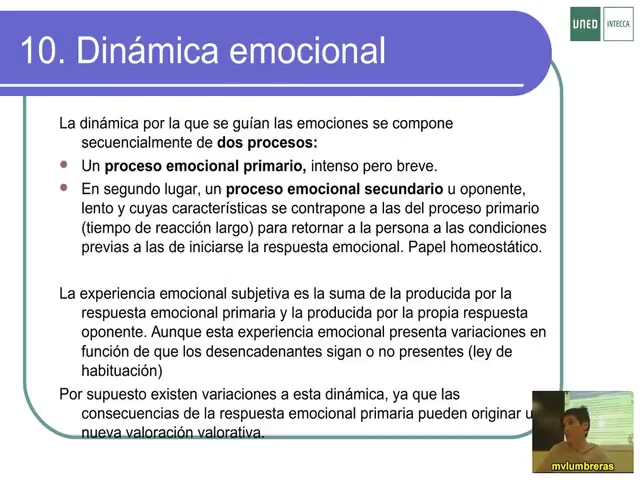 UNED
INTECCA
10. Dinámica emocional
La dinámica por la que se guían las emociones se compone
secuencialmente de dos procesos:
Un proceso emocional primario, intenso pero breve.
En segundo lugar, un proceso emocional secundario u oponente,
lento y cuyas características se contrapone a las del proceso primario
(tiempo de reacción largo) para retornar a la persona a las condiciones
previas a las de iniciarse la respuesta emocional. Papel homeostático.
La experiencia emocional subjetiva es la suma de la producida por la
respuesta emocional primaria y la producida por la propia respuesta
oponente. Aunque esta experiencia emocional presenta variaciones en
función de que los desencadenantes sigan o no presentes (ley de
habituación)
Por supuesto existen variaciones a esta dinámica, ya que las
consecuencias de la respuesta emocional primaria pueden originar
nueva valoración valorativa.
mvlumbreras